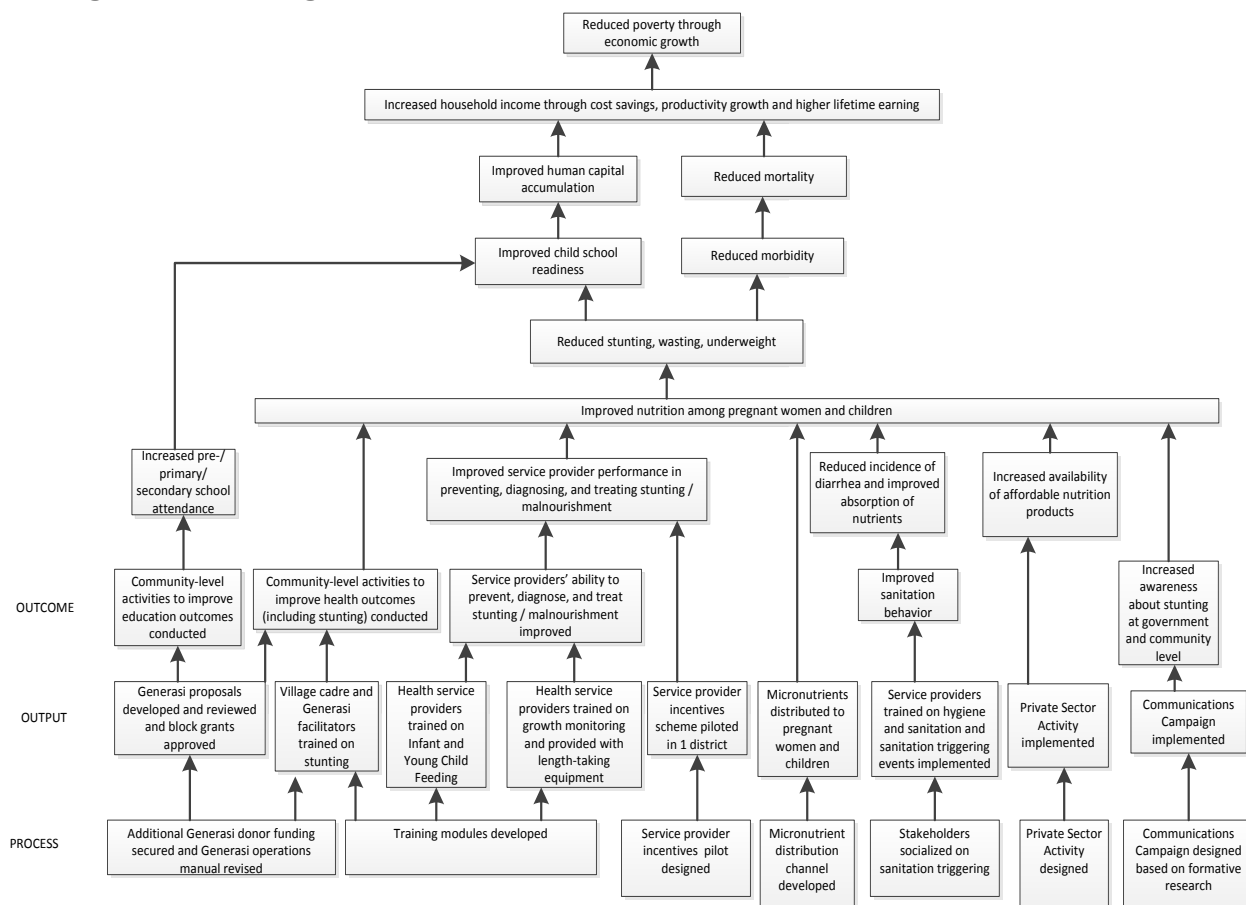 Reduced poverty through
economic growth
Increased household income through cost savings, productivity growth and higher lifetime earning
Improved human capital
accumulation
Reduced mortality
Improved child school
readiness
Reduced morbidity
Reduced stunting, wasting, underweight
Improved nutrition among pregnant women and children
Increased pre-/
primary/
secondary school
attendance
Improved service provider performance in
preventing, diagnosing, and treating stunting /
malnourishment
Reduced incidence of
diarrhea and improved
absorption of
nutrients
Increased availability
of affordable nutrition
products
OUTCOME
Community-level
activities to improve
education outcomes
conducted
Community-level activities to
improve health outcomes
(including stunting) conducted
Service providers' ability to
prevent, diagnose, and treat
stunting / malnourishment
improved
Improved
sanitation
behavior
Increased
awareness
about stunting
at government
and community
level
OUTPUT
Generasi proposals
developed and reviewed
and block grants
approved
Village cadre and
Generasi
facilitators
trained on
stunting
Health service
providers trained
on Infant and
Young Child
Feeding
Health service
providers trained on
growth monitoring
and provided with
length-taking
equipment
Service provider
incentives
scheme piloted
in 1 district
Micronutrients
distributed to
pregnant
women and
children
Service providers
trained on hygiene
and sanitation and
sanitation triggering
events implemented
Private Sector
Activity
implemented
Communications
Campaign
implemented
PROCESS
Additional Generasi donor funding
secured and Generasi operations
manual revised
Training modules developed
Service provider
incentives pilot
designed
Micronutrient
distribution
channel
developed
Stakeholders
socialized on
sanitation triggering
Private Sector
Activity
designed
Communications
Campaign designed
based on formative
research